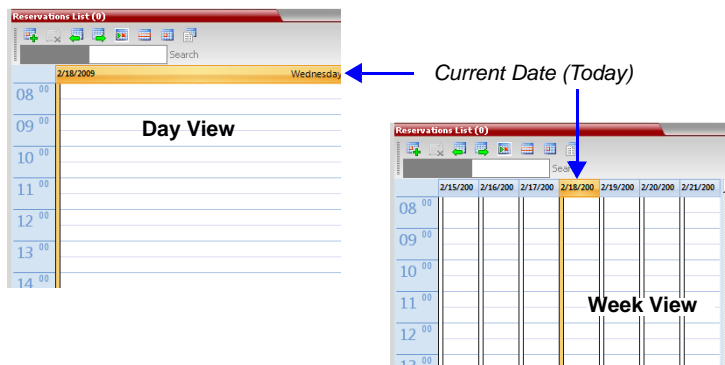 Reservations List (0)
Search
2/18/2009 Wednesday
08 00
09 00
10 00
11 00
12 00
13 00
14 00
Day View
Current Date (Today)
Reservations List (0)
2/15/200 2/16/200 2/17/200 2/18/200 2/19/200 2/20/200 2/21/200
08 00
09 00
10 00
11 00
12 00
13 00
Week View